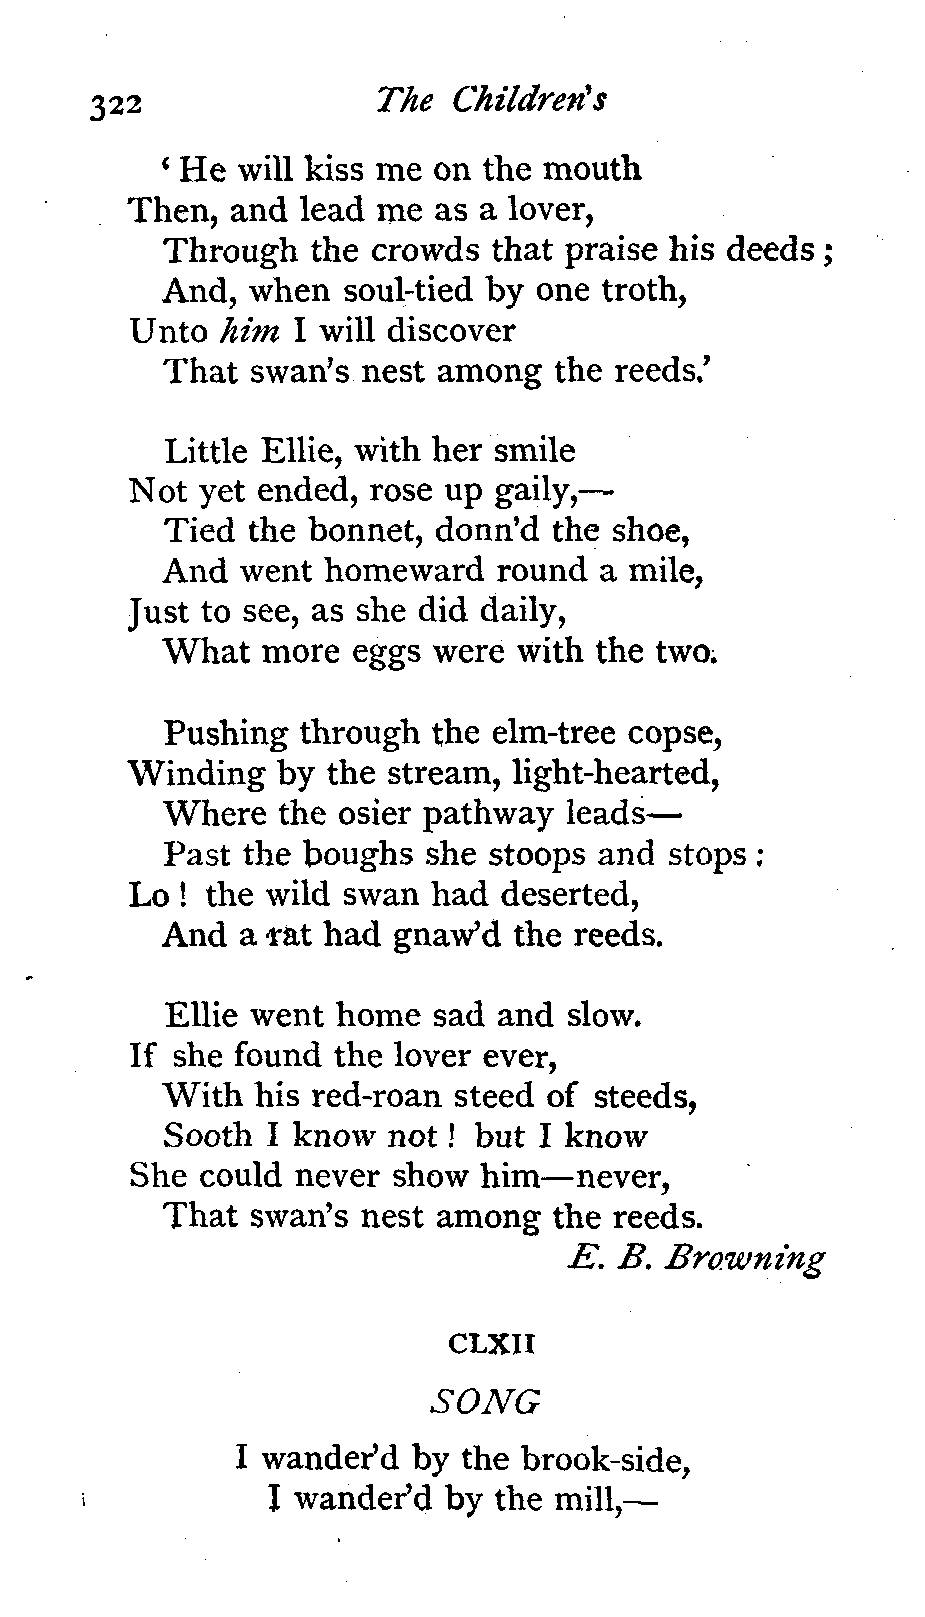 322 The Children's
‘ He will kiss me on the mouth
Then, and lead me as a lover,
Through the crowds that praise his deeds ;
And, when soul-tied by one troth,
Unto him I will discover
That swan's nest among the reeds.’
Little Ellie, with her smile
Not yet ended, rose up gaily,—
Tied the bonnet, donn'd the shoe,
And went homeward round a mile,
Just to see, as she did daily,
What more eggs were with the two.
Pushing through the elm-tree copse,
Winding by the stream, light-hearted,
Where the osier pathway leads—
Past the boughs she stoops and stops :
Lo ! the wild swan had deserted,
And a rat had gnaw'd the reeds.
Ellie went home sad and slow.
If she found the lover ever,
With his red-roan steed of steeds,
Sooth I know not ! but I know
She could never show him—never,
That swan's nest among the reeds.
E. B. Browning
CLXII
SONG
I wander'd by the brook-side,
I wander'd by the mill,—